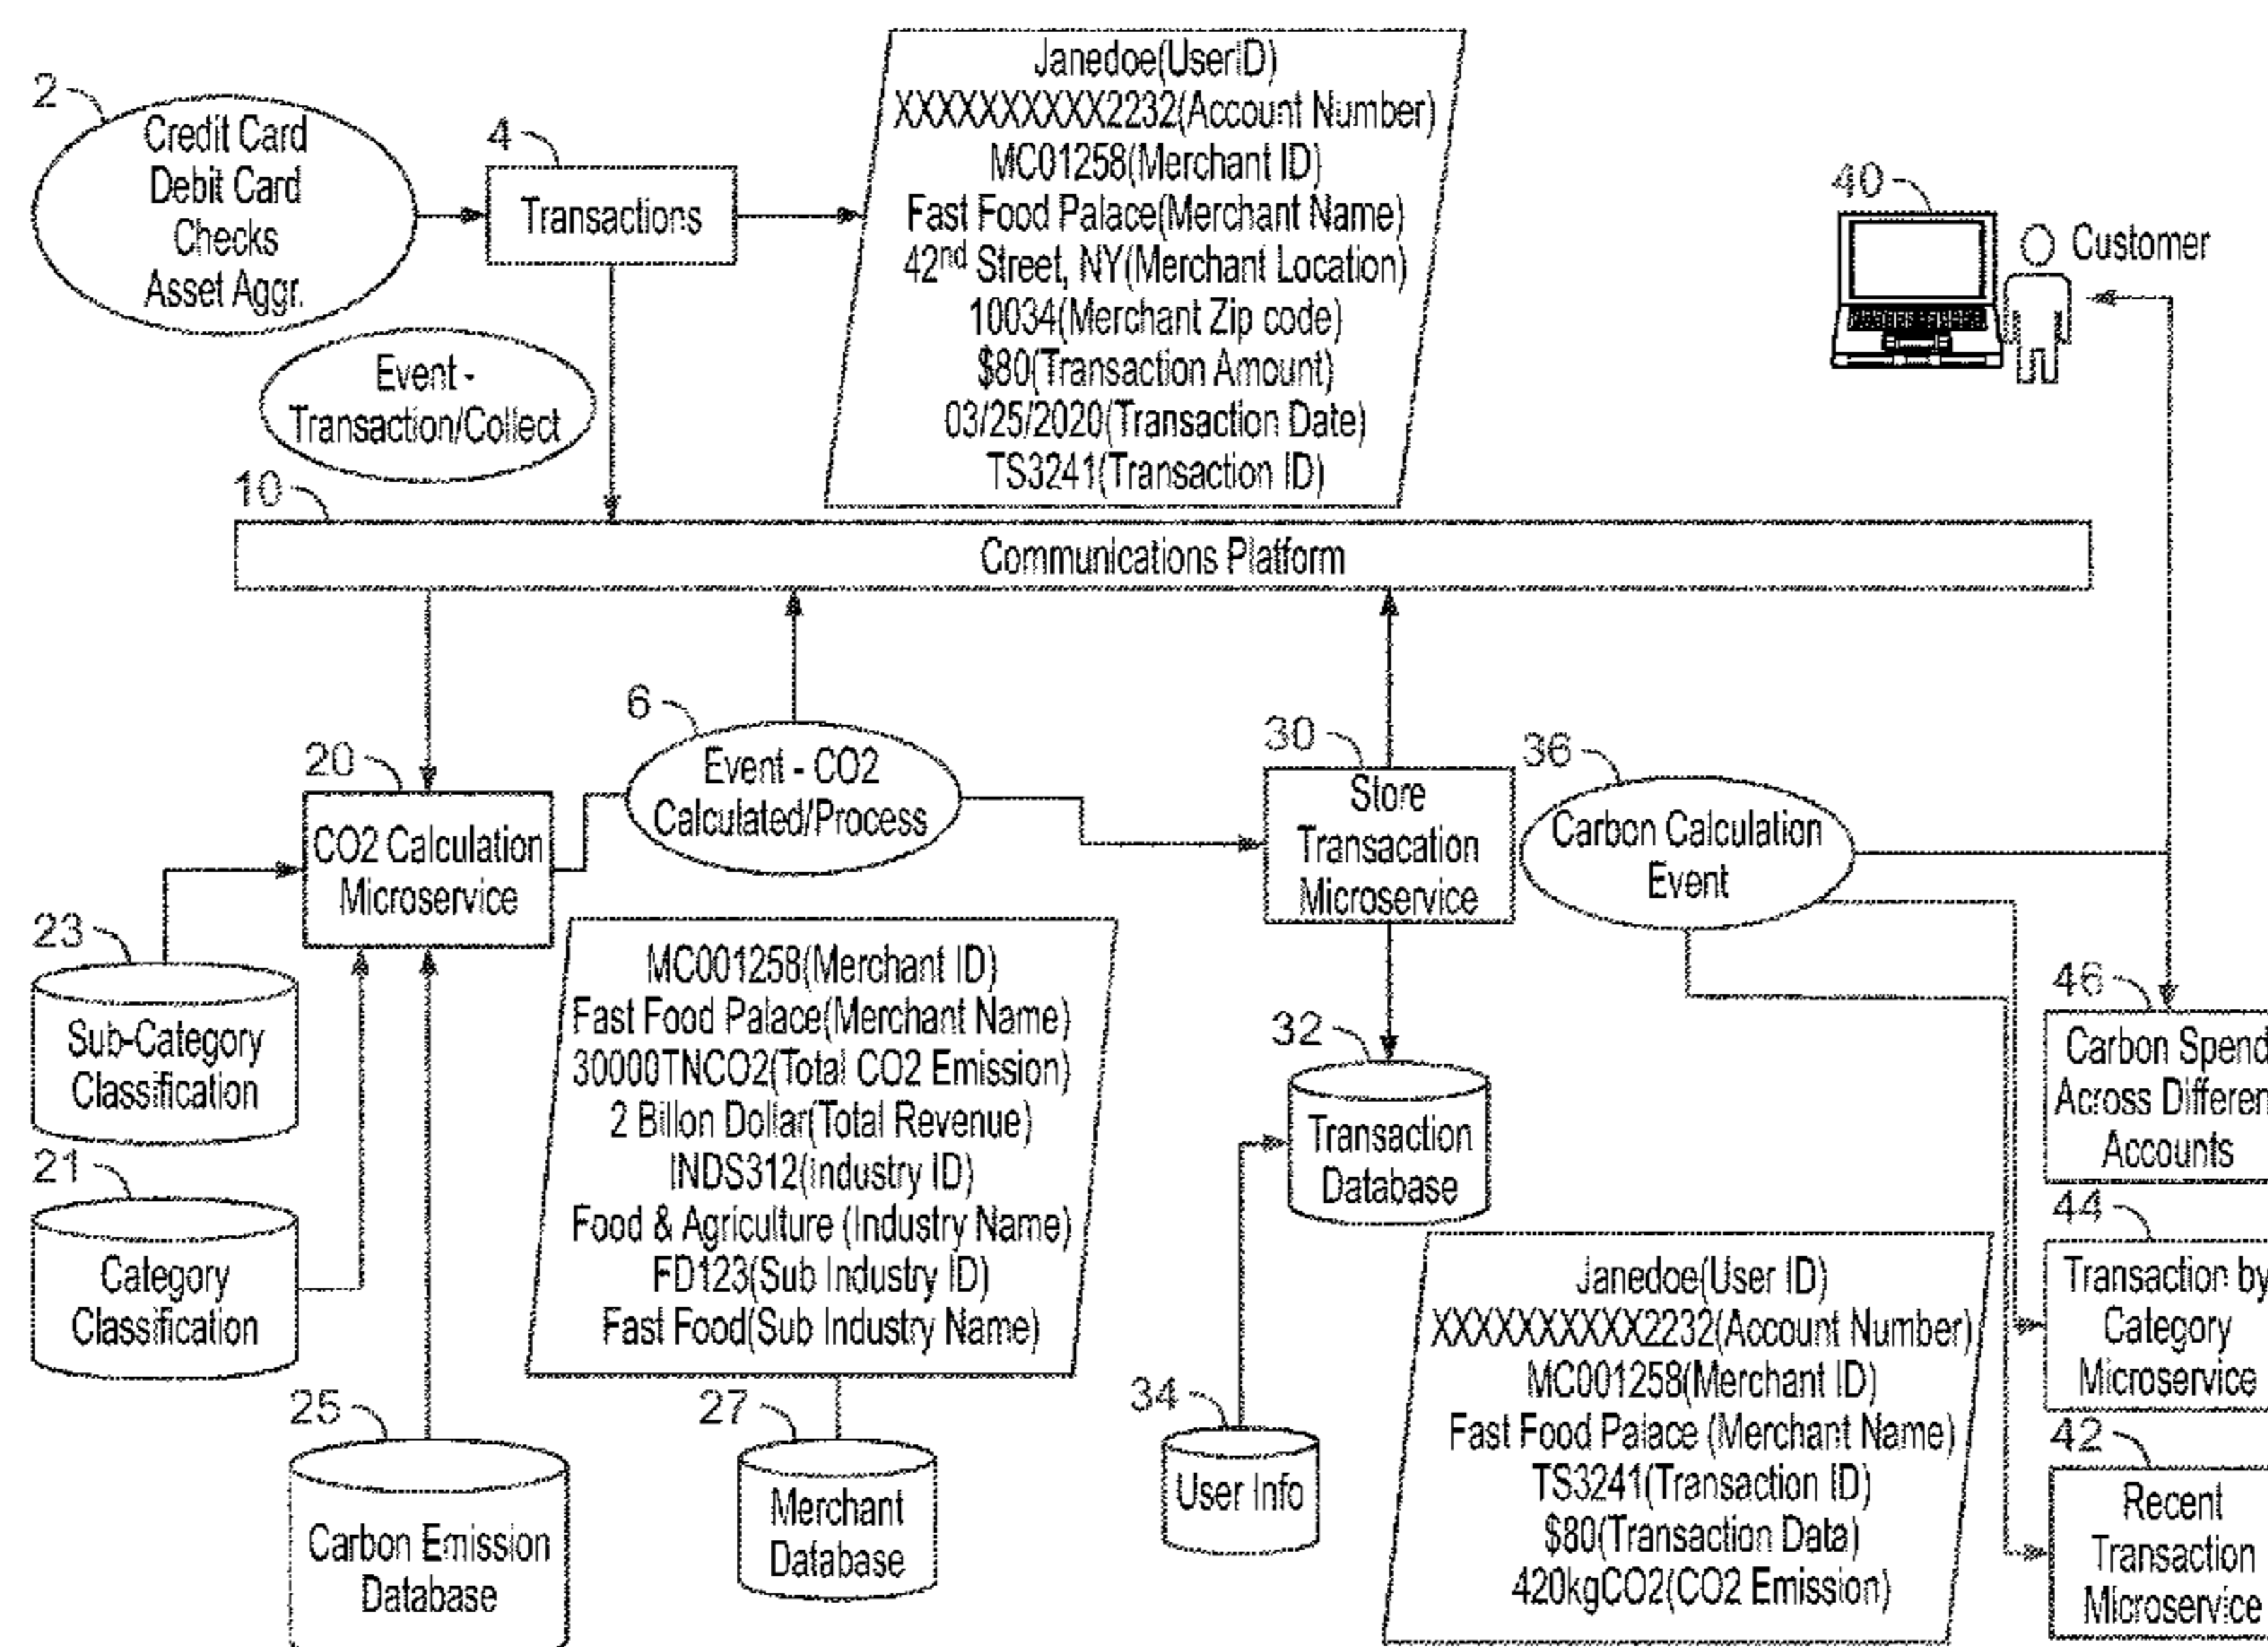 2
Credit Card
Debit Card
Checks
Asset Aggr.
4
Transactions
Event -
Transaction/Collect
Janedoe(UserID)
XXXXXXXXXX2232(Account Number)
MC01258(Merchant ID)
Fast Food Palace(Merchant Name)
42nd Street, NY(Merchant Location)
10034(Merchant Zip code)
$80(Transaction Amount)
03/25/2020(Transaction Date)
TS3241(Transaction ID)
40
Customer
10
Communications Platform
20
CO2 Calculation
Microservice
6
Event - CO2
Calculated/Process
30
Store
Transacation
Microservice
36
Carbon Calculation
Event
23
Sub-Category
Classification
21
Category
Classification
25
Carbon Emission
Database
MC001258(Merchant ID)
Fast Food Palace(Merchant Name)
30000TNCO2(Total CO2 Emission)
2 Billon Dollar(Total Revenue)
INDS312(industry ID)
Food & Agriculture (Industry Name)
FD123(Sub Industry ID)
Fast Food(Sub Industry Name)
27
Merchant
Database
32
Transaction
Database
34
User Info
Janedoe(User ID)
XXXXXXXXXX2232(Account Number)
MC001258(Merchant ID)
Fast Food Palace (Merchant Name)
TS3241(Transaction ID)
$80(Transaction Data)
420kgCO2(CO2 Emission)
46
Carbon Spend
Across Differen
Accounts
44
Transaction by
Category
Microservice
42
Recent
Transaction
Microservice